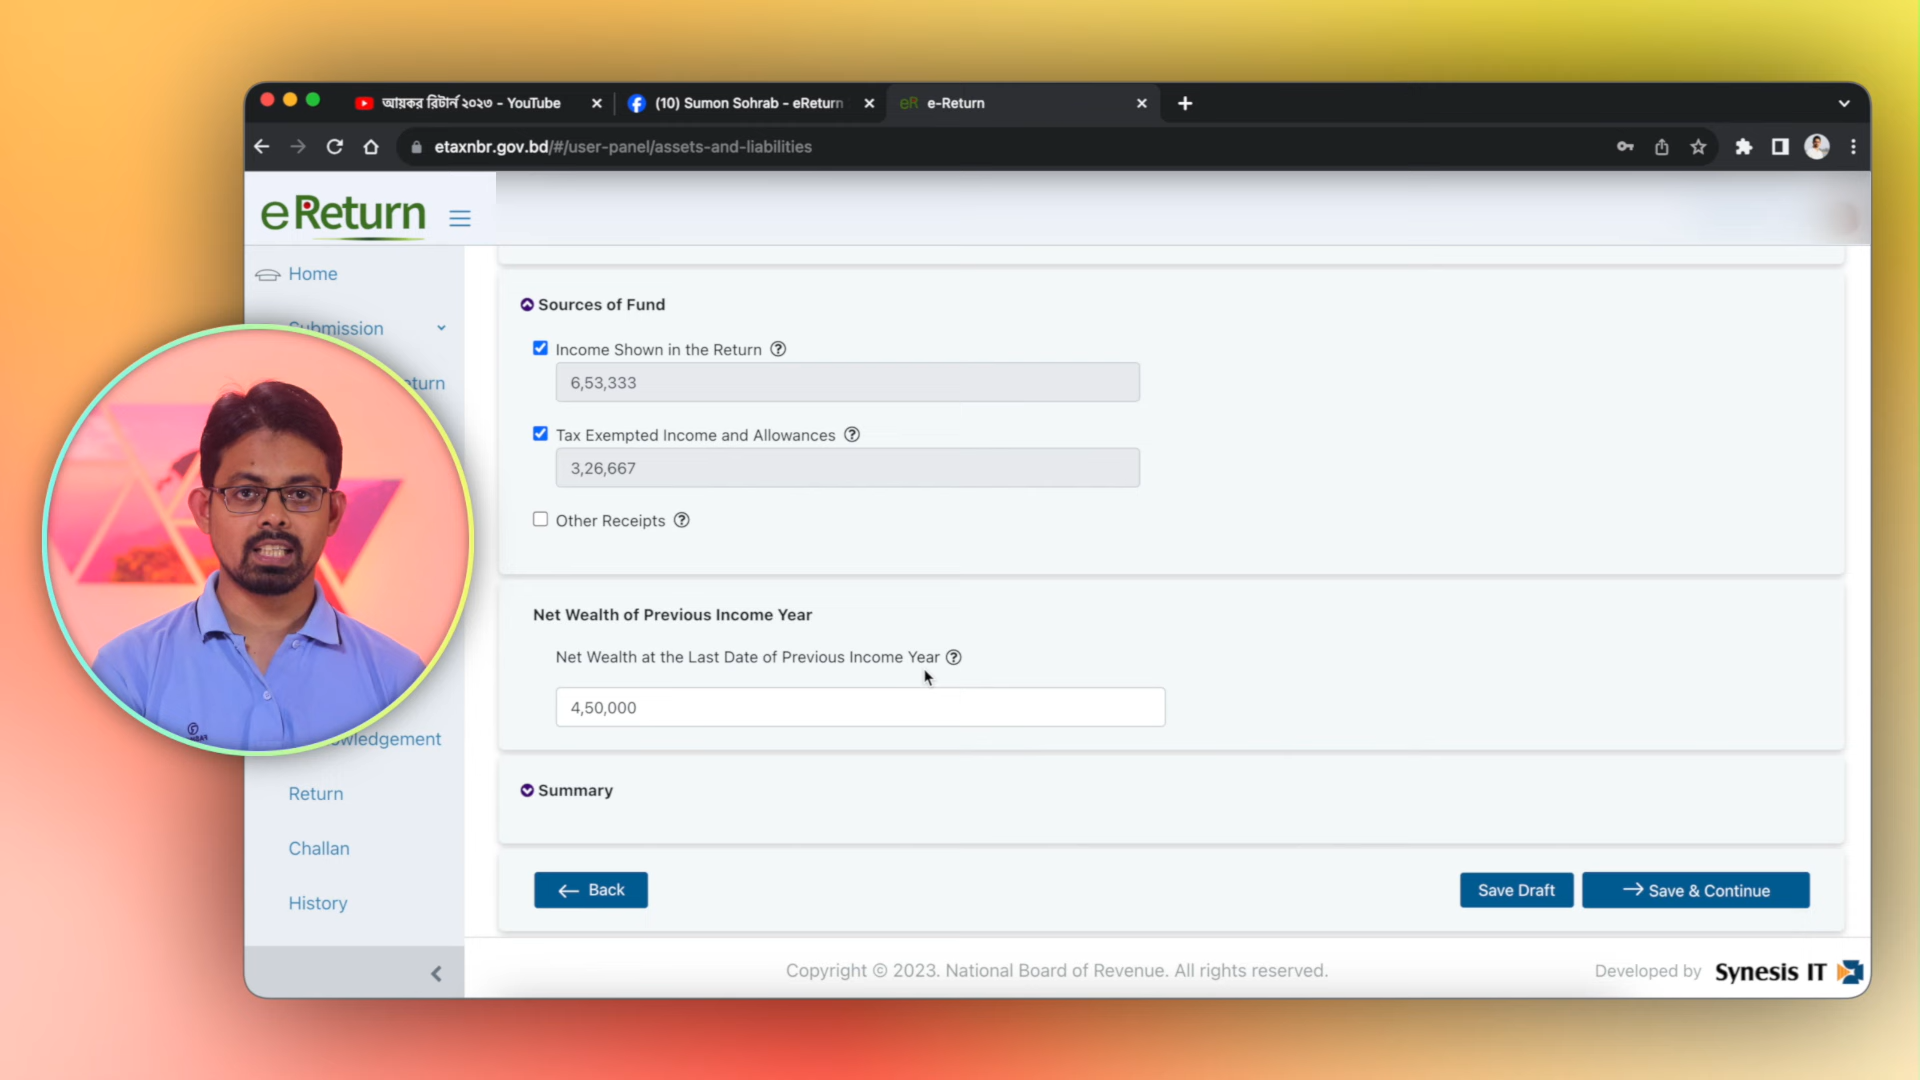 আয়কর রিটার্ন ২০২৩ - YouTube
(10) Sumon Sohrab - eReturn
eR e-Return
etaxnbr.gov.bd/#/user-panel/assets-and-liabilities
eReturn
Home
Submission
Sources of Fund
Income Shown in the Return
6,53,333
Tax Exempted Income and Allowances
3,26,667
Other Receipts
Net Wealth of Previous Income Year
Net Wealth at the Last Date of Previous Income Year
4,50,000
Return
Summary
Challan
Back
Save Draft
Save & Continue
History
Copyright © 2023. National Board of Revenue. All rights reserved.
Developed by Synesis IT